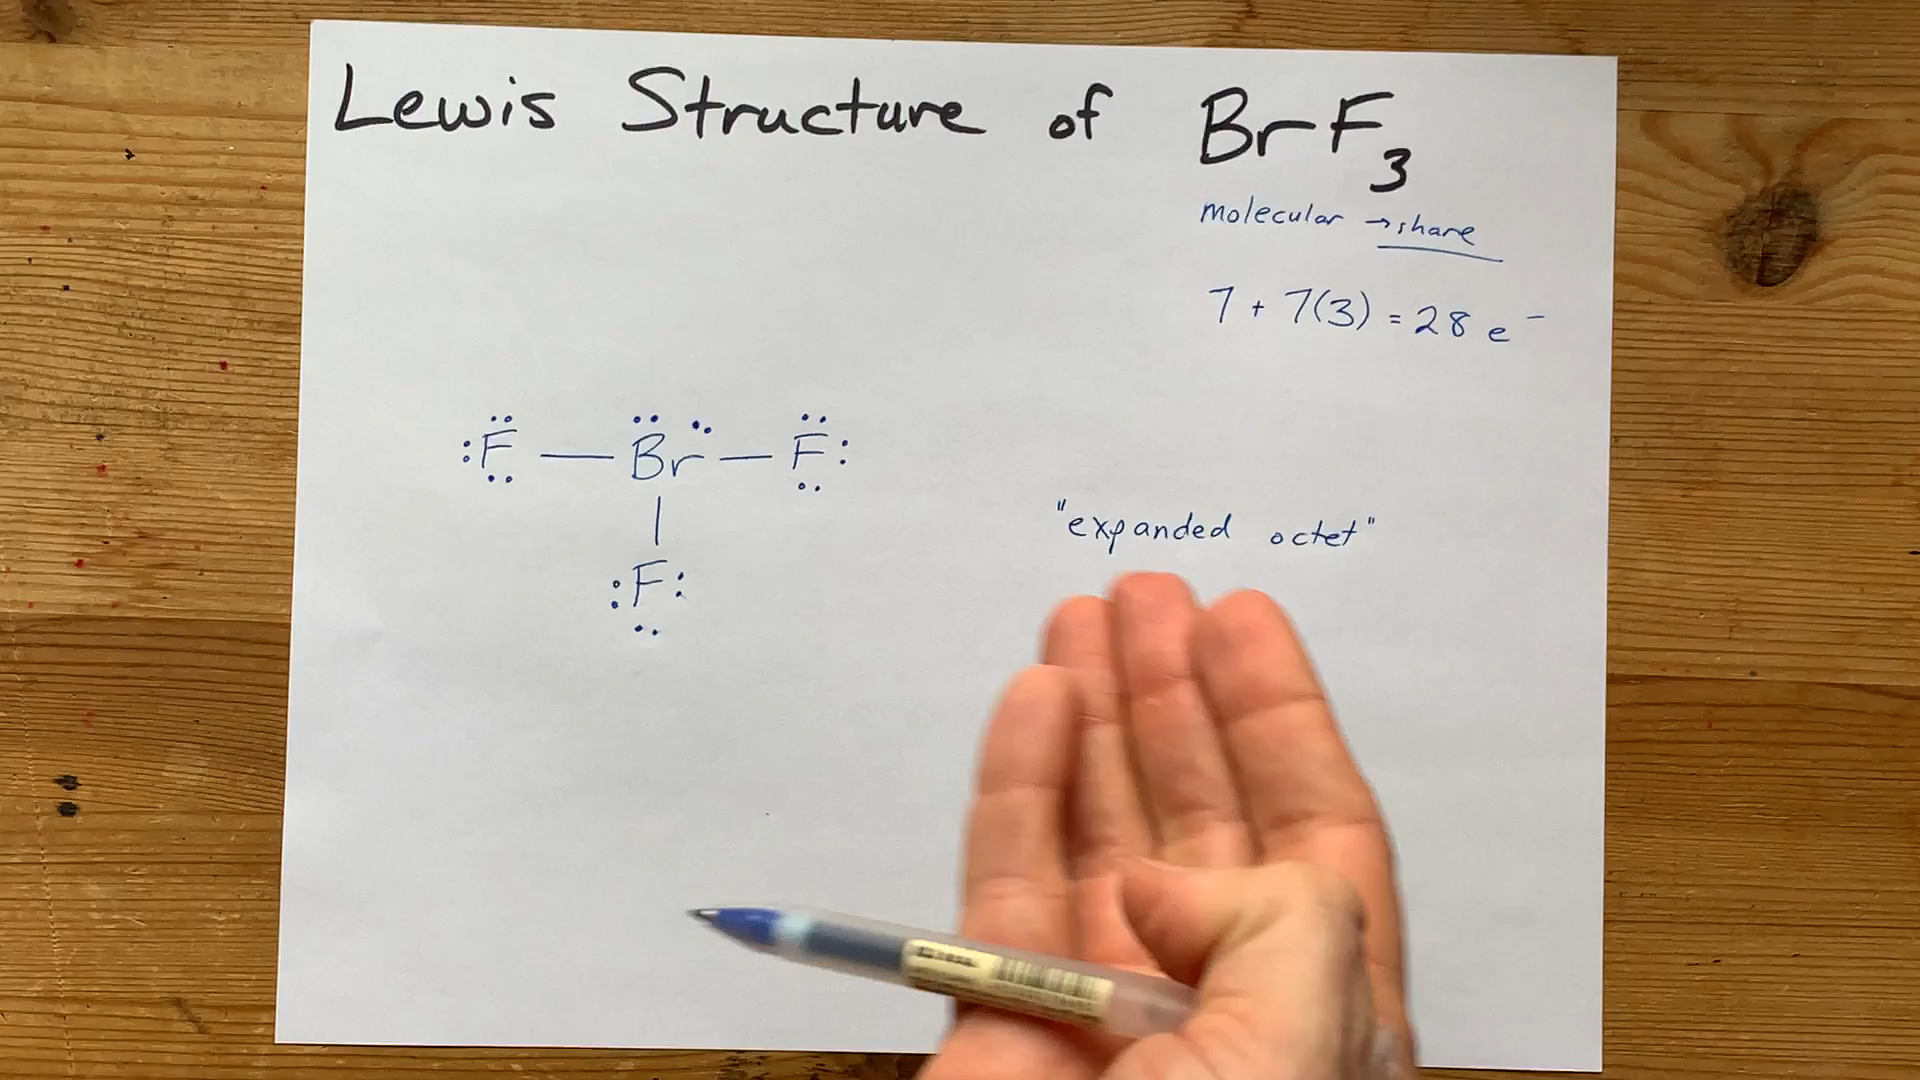 Lewis Structure of BrF₃
molecular → share
7 + 7(3) = 28 e⁻
F — Br — F
F
"expanded octet"